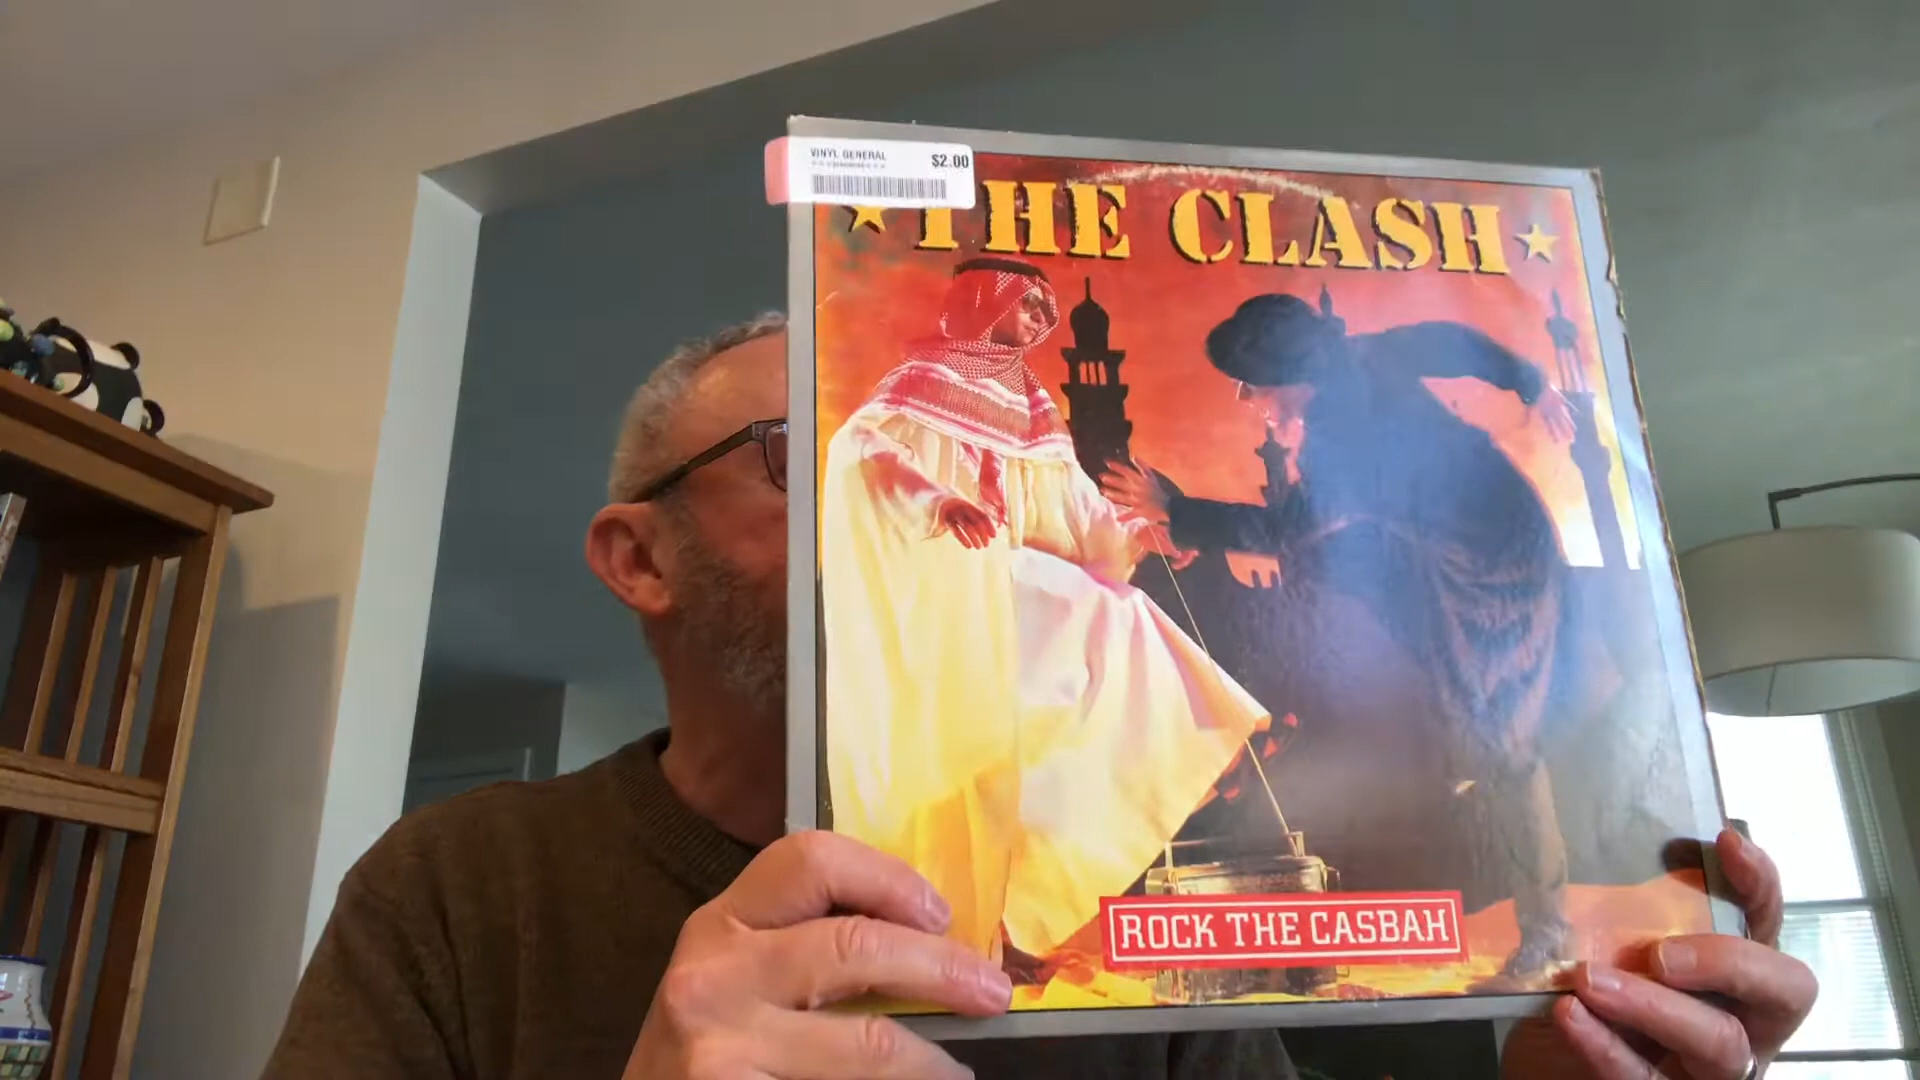 VINYL GENERAL $2.00
THE CLASH
ROCK THE CASBAH